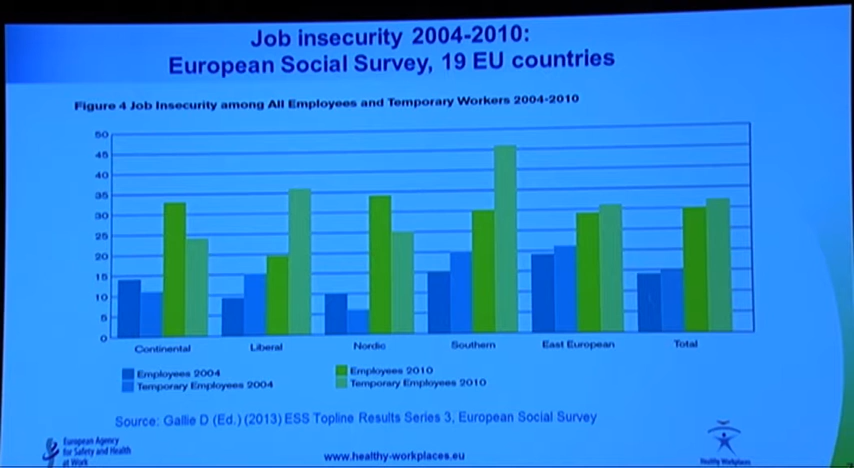 Job insecurity 2004-2010:
European Social Survey, 19 EU countries
Figure 4 Job Insecurity among All Employees and Temporary Workers 2004-2010
50
45
40
35
30
25
20
15
10
5
0
Continental Liberal Nordic Southern East European Total
Employees 2004 Employees 2010
Temporary Employees 2004 Temporary Employees 2010
Source: Gallie D (Ed.) (2013) ESS Topline Results Series 3, European Social Survey
European Agency
for Safety and Health
at Work
www.healthy-workplaces.eu
Healthy Workplaces